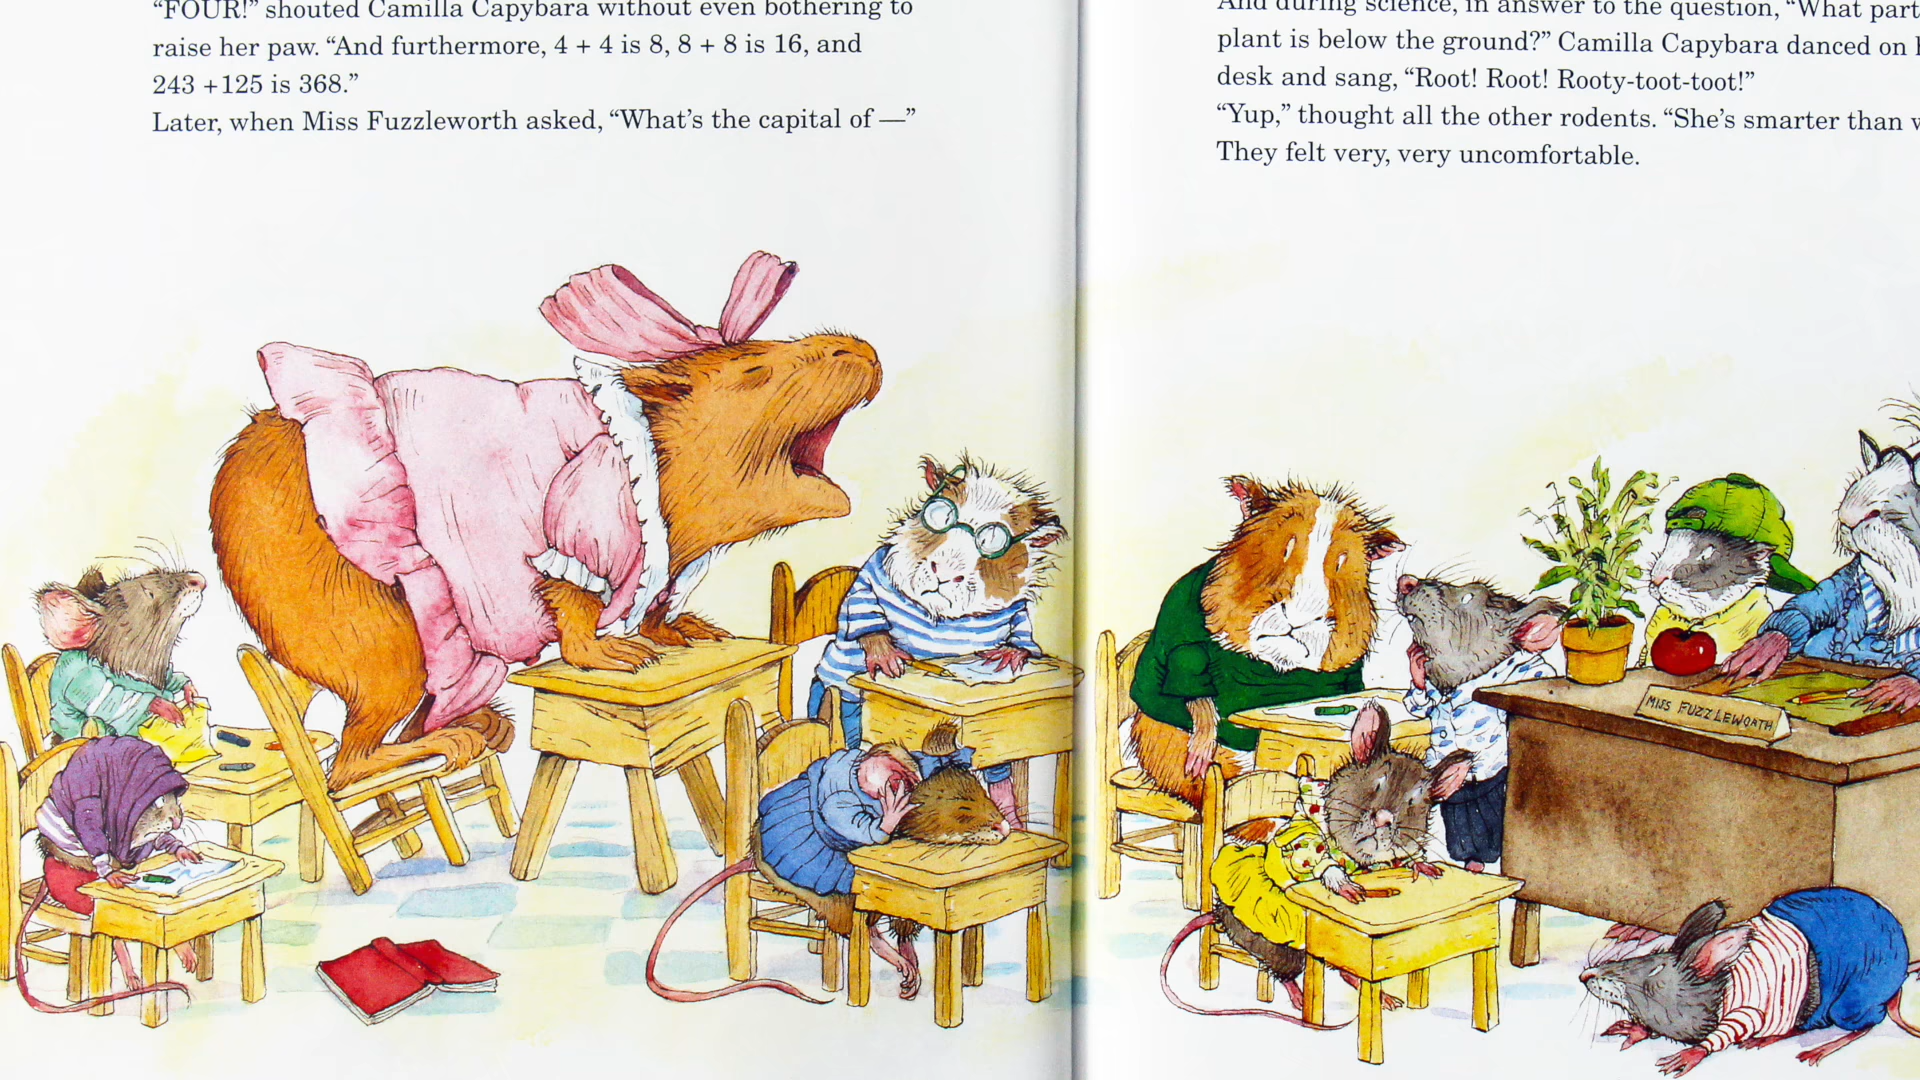 “FOUR!” shouted Camilla Capybara without even bothering to
raise her paw. “And furthermore, 4 + 4 is 8, 8 + 8 is 16, and
243 +125 is 368.”
Later, when Miss Fuzzleworth asked, “What’s the capital of —”
And during science, in answer to the question, “What part
plant is below the ground?” Camilla Capybara danced on
desk and sang, “Root! Root! Rooty-toot-toot!”
“Yup,” thought all the other rodents. “She’s smarter than
They felt very, very uncomfortable.
MISS FUZZLEWORTH